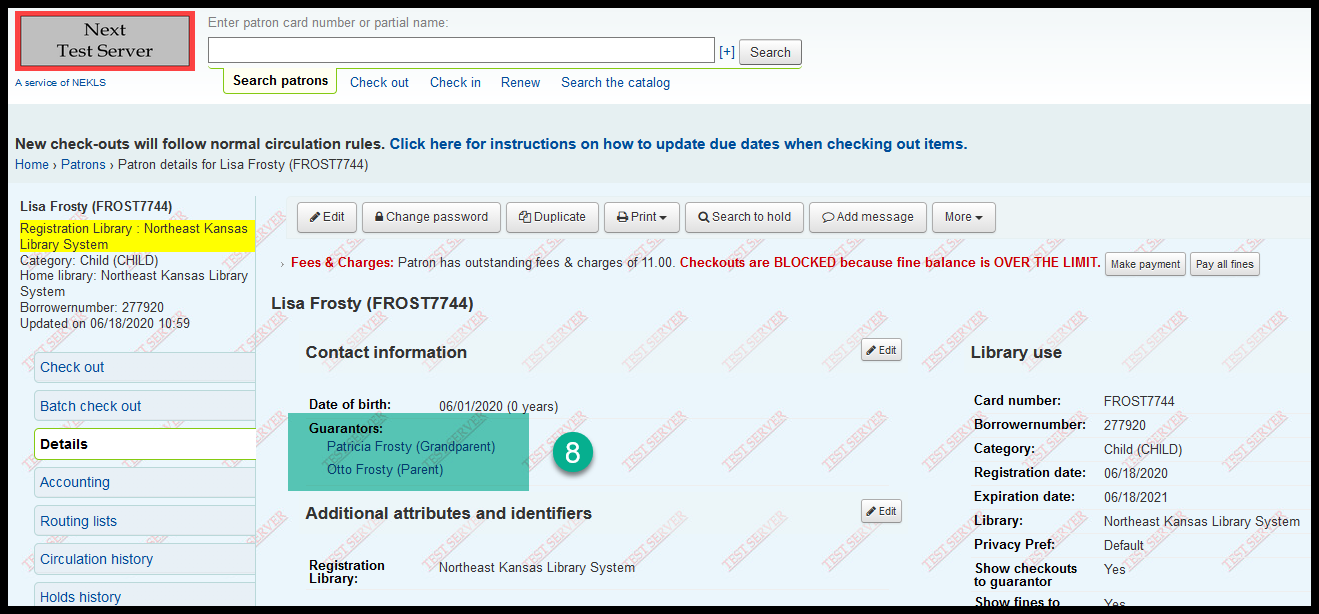 Next
Test Server
A service of NEKLS
Enter patron card number or partial name:
[+] Search
Search patrons Check out Check in Renew Search the catalog
New check-outs will follow normal circulation rules. Click here for instructions on how to update due dates when checking out items.
Home › Patrons › Patron details for Lisa Frosty (FROST7744)
Lisa Frosty (FROST7744)
Registration Library : Northeast Kansas
Library System
Category: Child (CHILD)
Home library: Northeast Kansas Library
System
Borrowernumber: 277920
Updated on 06/18/2020 10:59
Check out
Batch check out
Details
Accounting
Routing lists
Circulation history
Holds history
Edit Change password Duplicate Print Search to hold Add message More
› Fees & Charges: Patron has outstanding fees & charges of 11.00. Checkouts are BLOCKED because fine balance is OVER THE LIMIT. Make payment Pay all fines
Lisa Frosty (FROST7744)
Contact information Edit
Date of birth: 06/01/2020 (0 years)
Guarantors:
Patricia Frosty (Grandparent)
Otto Frosty (Parent)
8
Additional attributes and identifiers Edit
Registration
Library: Northeast Kansas Library System
Library use
Card number: FROST7744
Borrowernumber: 277920
Category: Child (CHILD)
Registration date: 06/18/2020
Expiration date: 06/18/2021
Library: Northeast Kansas Library System
Privacy Pref: Default
Show checkouts
to guarantor Yes
Show fines to Yes
TEST SERVER